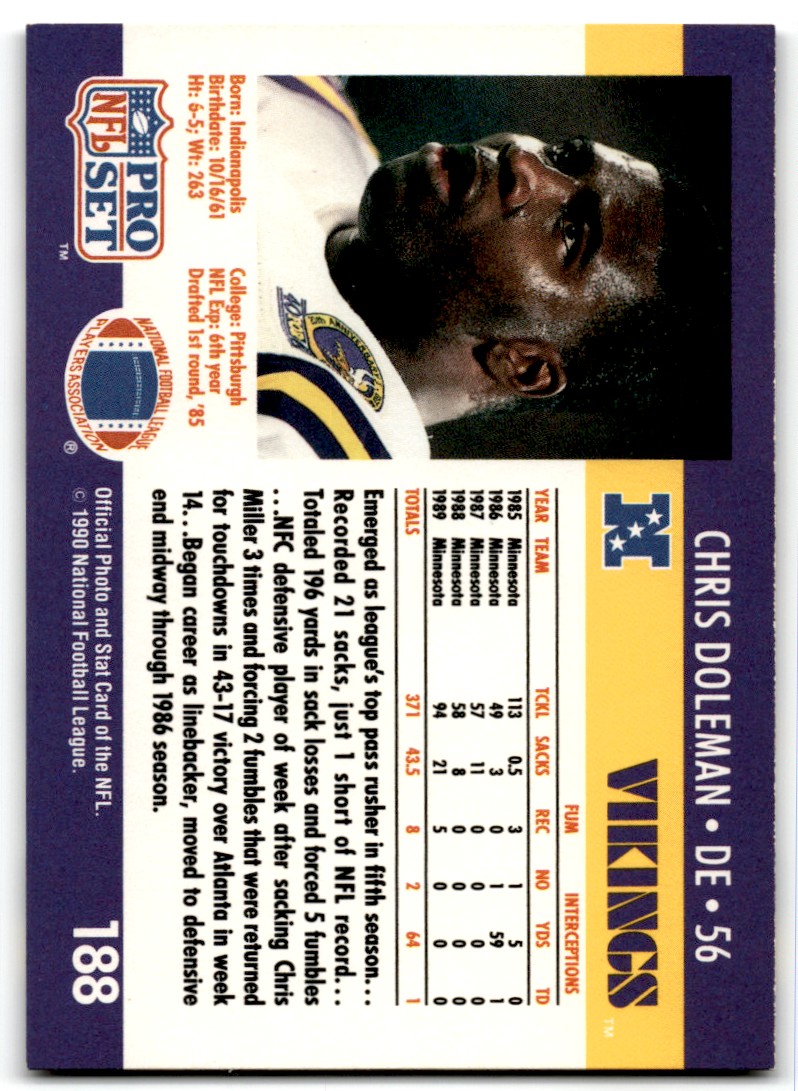 CHRIS DOLEMAN • DE • 56
VIKINGS™
N
Born: Indianapolis
Birthdate: 10/16/61
Ht: 6-5; Wt: 263
College: Pittsburgh
NFL Exp: 6th year
Drafted 1st round, '85
FUM INTERCEPTIONS
YEAR TEAM TCKL SACKS REC NO YDS TD
1985 Minnesota 113 0.5 3 1 5 0
1986 Minnesota 49 3 0 1 59 1
1987 Minnesota 57 11 0 0 0 0
1988 Minnesota 58 8 0 0 0 0
1989 Minnesota 94 21 5 0 0 0
TOTALS 371 43.5 8 2 64 1
Emerged as league's top pass rusher in fifth season...
Recorded 21 sacks, just 1 short of NFL record...
Totaled 196 yards in sack losses and forced 5 fumbles
...NFC defensive player of week after sacking Chris
Miller 3 times and forcing 2 fumbles that were returned
for touchdowns in 43-17 victory over Atlanta in week
14...Began career as linebacker, moved to defensive
end midway through 1986 season.
PRO
NFL SET
™
NATIONAL FOOTBALL LEAGUE
PLAYERS ASSOCIATION
®
Official Photo and Stat Card of the NFL.
© 1990 National Football League.
188